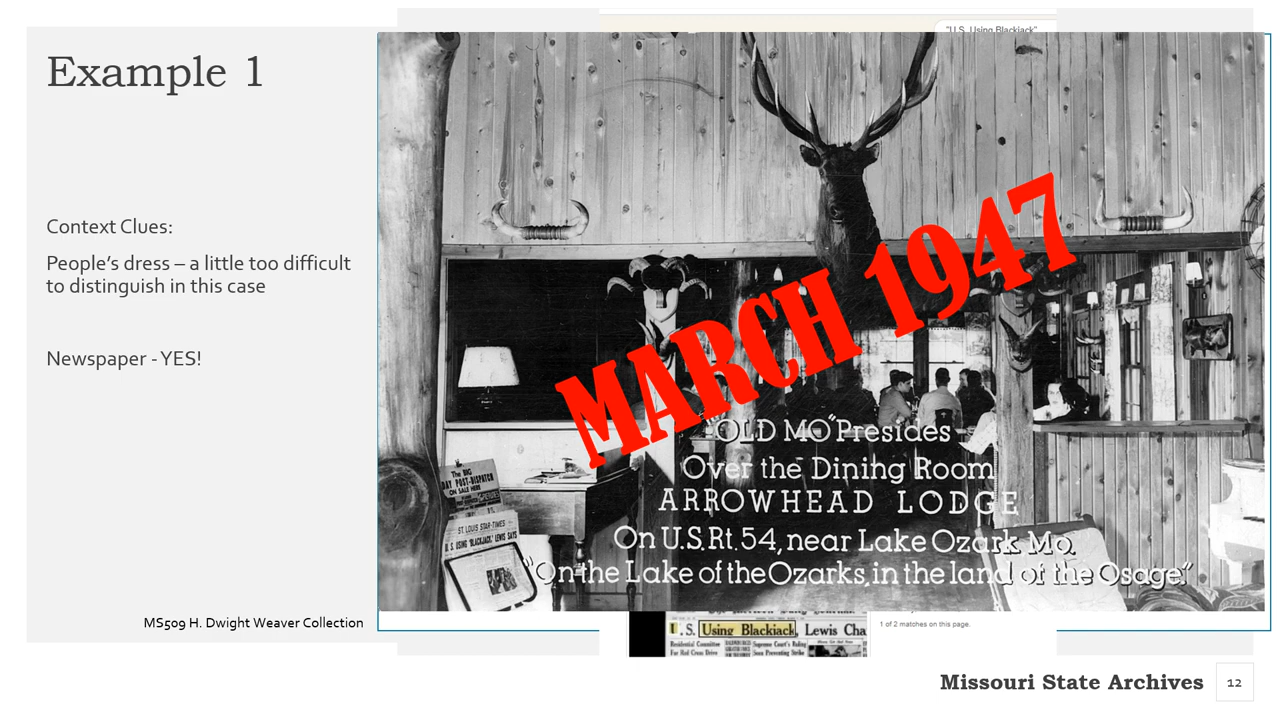 Example 1
Context Clues:
People's dress – a little too difficult
to distinguish in this case
Newspaper - YES!
MS509 H. Dwight Weaver Collection
"U.S. Using Blackjack"
MARCH 1947
"OLD MO" Presides
Over the Dining Room
ARROWHEAD LODGE
On U.S. Rt. 54, near Lake Ozark Mo.
"On the Lake of the Ozarks, in the land of the Osage"
The BIG
DAY POST-DISPATCH
ON SALE HERE
ST LOUIS STAR-TIMES
U. S. USING 'BLACKJACK,' LEWIS SAYS
U.S. Using Blackjack, Lewis Cha
Residential Committee
Supreme Court's Ruling
Far Red Cross Drive
Seen Preventing Strike
1 of 2 matches on this page.
Missouri State Archives
12